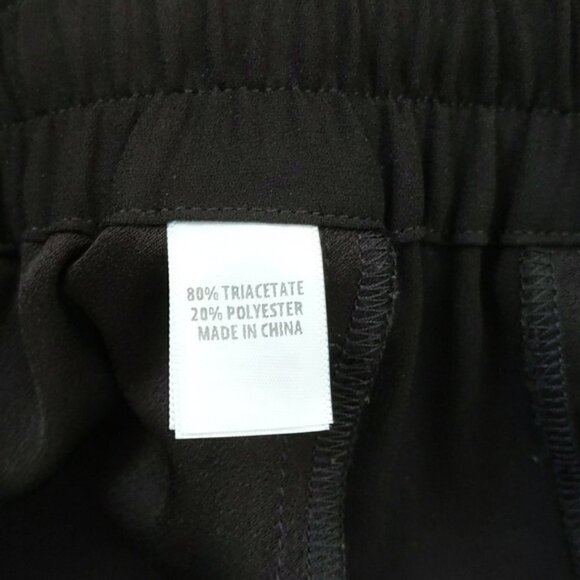 80% TRIACETATE
20% POLYESTER
MADE IN CHINA